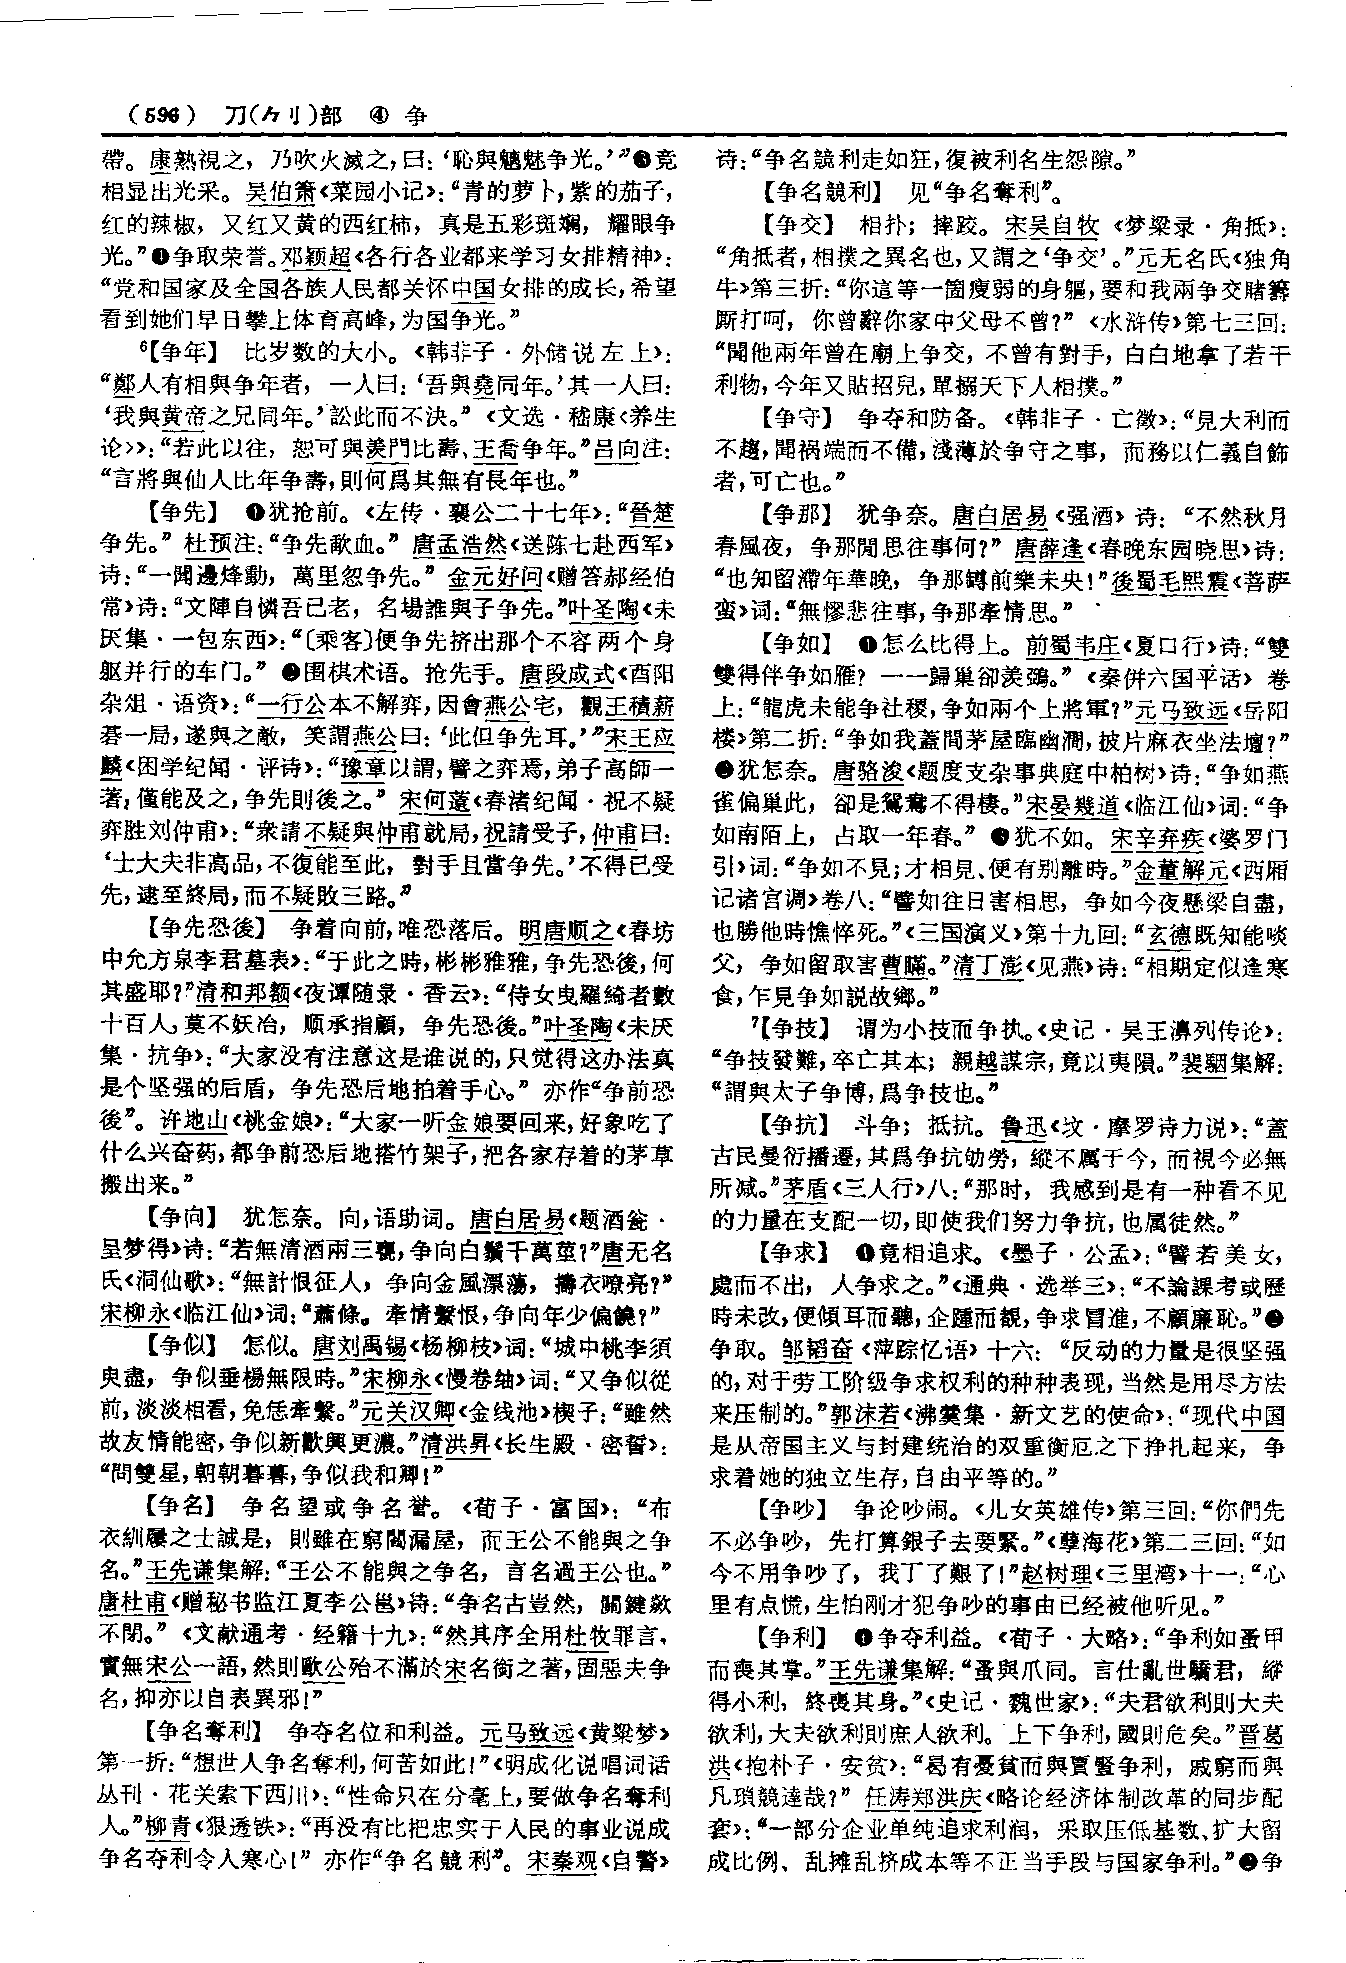 (596) 刀(⺈刂)部 ④ 争
帶。康熟視之，乃吹火滅之，曰：‘恥與魑魅争光。’”❸竞
相显出光采。吴伯箫《菜园小记》：“青的萝卜，紫的茄子，
红的辣椒，又红又黄的西红柿，真是五彩斑斓，耀眼争
光。”❹争取荣誉。邓颖超《各行各业都来学习女排精神》：
“党和国家及全国各族人民都关怀中国女排的成长，希望
看到她们早日攀上体育高峰，为国争光。”
⁶【争年】 比岁数的大小。《韩非子·外储说左上》：
“鄭人有相與争年者，一人曰：‘吾與堯同年。’其一人曰：
‘我與黄帝之兄同年。’訟此而不決。”《文选·嵇康〈养生
论〉》：“若此以往，恕可與羡門比壽、王喬争年。”吕向注：
“言將與仙人比年争壽，則何爲其無有長年也。”
【争先】 ❶犹抢前。《左传·襄公二十七年》：“晉楚
争先。”杜预注：“争先歃血。”唐孟浩然《送陈七赴西军》
诗：“一聞邊烽動，萬里忽争先。”金元好问《赠答郝经伯
常》诗：“文陣自憐吾已老，名場誰與子争先。”叶圣陶《未
厌集·一包东西》：“〔乘客〕便争先挤出那个不容两个身
躯并行的车门。”❷围棋术语。抢先手。唐段成式《酉阳
杂俎·语资》：“一行公本不解弈，因會燕公宅，觀王積薪
碁一局，遂與之敵，笑謂燕公曰：‘此但争先耳。’”宋王应
麟《困学纪闻·评诗》：“豫章以謂，譬之弈焉，弟子高師一
著，僅能及之，争先則後之。”宋何薳《春渚纪闻·祝不疑
弈胜刘仲甫》：“衆請不疑與仲甫就局，祝請受子，仲甫曰：
‘士大夫非高品，不復能至此，對手且當争先。’不得已受
先，逮至終局，而不疑敗三路。”
【争先恐後】 争着向前，唯恐落后。明唐顺之《春坊
中允方泉李君墓表》：“于此之時，彬彬雅雅，争先恐後，何
其盛耶？”清和邦额《夜谭随录·香云》：“侍女曳羅綺者數
十百人，莫不妖冶，顺承指顧，争先恐後。”叶圣陶《未厌
集·抗争》：“大家没有注意这是谁说的，只觉得这办法真
是个坚强的后盾，争先恐后地拍着手心。”亦作“争前恐
後”。许地山《桃金娘》：“大家一听金娘要回来，好象吃了
什么兴奋药，都争前恐后地搭竹架子，把各家存着的茅草
搬出来。”
【争向】 犹怎奈。向，语助词。唐白居易《题酒瓮·
呈梦得》诗：“若無清酒兩三甕，争向白鬚千萬莖？”唐无名
氏《洞仙歌》：“無計恨征人，争向金風漂蕩，擣衣嘹亮？”
宋柳永《临江仙》词：“蕭條。牽情繫恨，争向年少偏饒？”
【争似】 怎似。唐刘禹锡《杨柳枝》词：“城中桃李須
臾盡，争似垂楊無限時。”宋柳永《慢卷䌷》词：“又争似從
前，淡淡相看，免恁牽繫。”元关汉卿《金线池》楔子：“雖然
故友情能密，争似新歡興更濃。”清洪昇《长生殿·密誓》：
“問雙星，朝朝暮暮，争似我和卿！”
【争名】 争名望或争名誉。《荀子·富国》：“布
衣紃屨之士誠是，則雖在窮閻漏屋，而王公不能與之争
名。”王先谦集解：“王公不能與之争名，言名過王公也。”
唐杜甫《赠秘书监江夏李公邕》诗：“争名古豈然，關鍵歘
不閉。”《文献通考·经籍十九》：“然其序全用杜牧罪言，
實無宋公一語，然則歐公殆不滿於宋名銜之著，固惡夫争
名，抑亦以自表異邪！”
【争名奪利】 争夺名位和利益。元马致远《黄粱梦》
第一折：“想世人争名奪利，何苦如此！”《明成化说唱词话
丛刊·花关索下西川》：“性命只在分毫上，要做争名奪利
人。”柳青《狠透铁》：“再没有比把忠实于人民的事业说成
争名夺利令人寒心！”亦作“争名競利”。宋秦观《自警》
诗：“争名競利走如狂，復被利名生怨隙。”
【争名競利】 见“争名奪利”。
【争交】 相扑；摔跤。宋吴自牧《梦粱录·角抵》：
“角抵者，相撲之異名也，又謂之‘争交’。”元无名氏《独角
牛》第三折：“你這等一箇瘦弱的身軀，要和我兩争交賭籌
厮打呵，你曾辭你家中父母不曾？”《水浒传》第七三回：
“聞他兩年曾在廟上争交，不曾有對手，白白地拿了若干
利物，今年又貼招兒，單搦天下人相撲。”
【争守】 争夺和防备。《韩非子·亡徵》：“見大利而
不趨，聞禍端而不備，淺薄於争守之事，而務以仁義自飾
者，可亡也。”
【争那】 犹争奈。唐白居易《强酒》诗：“不然秋月
春風夜，争那閒思往事何？”唐薛逢《春晚东园晓思》诗：
“也知留滯年華晚，争那罇前樂未央！”後蜀毛熙震《菩萨
蛮》词：“無憀悲往事，争那牽情思。”
【争如】 ❶怎么比得上。前蜀韦庄《夏口行》诗：“雙
雙得伴争如雁？一一歸巢卻羡鴉。”《秦併六国平话》卷
上：“龍虎未能争社稷，争如兩个上將軍？”元马致远《岳阳
楼》第二折：“争如我蓋間茅屋臨幽澗，披片麻衣坐法壇？”
❷犹怎奈。唐骆浚《题度支杂事典庭中柏树》诗：“争如燕
雀偏巢此，卻是鴛鴦不得棲。”宋晏幾道《临江仙》词：“争
如南陌上，占取一年春。”❸犹不如。宋辛弃疾《婆罗门
引》词：“争如不見；才相見、便有别離時。”金董解元《西厢
记诸宫调》卷八：“譬如往日害相思，争如今夜懸梁自盡，
也勝他時憔悴死。”《三国演义》第十九回：“玄德既知能啖
父，争如留取害曹瞞。”清丁澎《见燕》诗：“相期定似逢寒
食，乍見争如説故鄉。”
⁷【争技】 谓为小技而争执。《史记·吴王濞列传论》：
“争技發難，卒亡其本；親越謀宗，竟以夷隕。”裴駰集解：
“謂與太子争博，爲争技也。”
【争抗】 斗争；抵抗。鲁迅《坟·摩罗诗力说》：“蓋
古民曼衍播遷，其爲争抗劬勞，縱不厲于今，而視今必無
所減。”茅盾《三人行》八：“那时，我感到是有一种看不见
的力量在支配一切，即使我们努力争抗，也属徒然。”
【争求】 ❶竟相追求。《墨子·公孟》：“譬若美女，
處而不出，人争求之。”《通典·选举三》：“不論課考或歷
時未改，便傾耳而聽，企踵而覩，争求冒進，不顧廉恥。”❷
争取。邹韬奋《萍踪忆语》十六：“反动的力量是很坚强
的，对于劳工阶级争求权利的种种表现，当然是用尽方法
来压制的。”郭沫若《沸羹集·新文艺的使命》：“现代中国
是从帝国主义与封建统治的双重衡厄之下挣扎起来，争
求着她的独立生存，自由平等的。”
【争吵】 争论吵闹。《儿女英雄传》第三回：“你們先
不必争吵，先打算銀子去要緊。”《孽海花》第二三回：“如
今不用争吵了，我丁了艱了！”赵树理《三里湾》十一：“心
里有点慌，生怕刚才犯争吵的事由已经被他听见。”
【争利】 ❶争夺利益。《荀子·大略》：“争利如蚤甲
而喪其掌。”王先谦集解：“蚤與爪同。言仕亂世驕君，縱
得小利，終喪其身。”《史记·魏世家》：“夫君欲利則大夫
欲利，大夫欲利則庶人欲利。上下争利，國則危矣。”晋葛
洪《抱朴子·安贫》：“曷有憂貧而與賈豎争利，戚窮而與
凡瑣競達哉？”任涛郑洪庆《略论经济体制改革的同步配
套》：“一部分企业单纯追求利润，采取压低基数、扩大留
成比例、乱摊乱挤成本等不正当手段与国家争利。”❷争